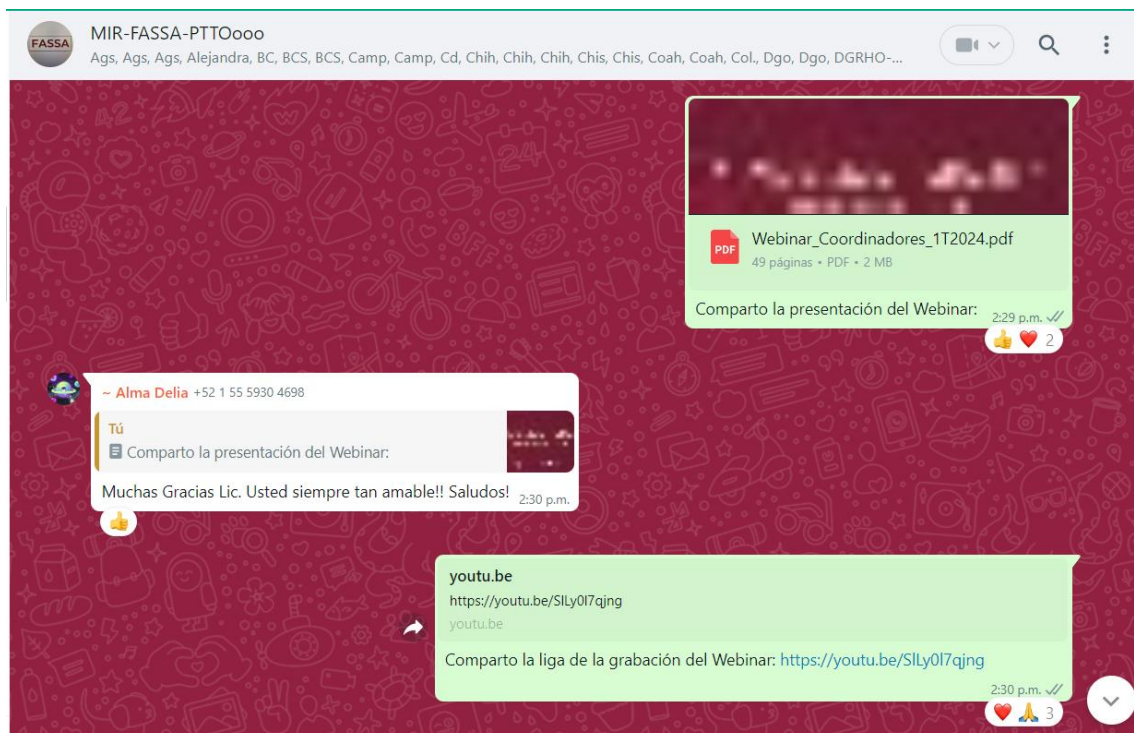 FASSA
MIR-FASSA-PTTOooo
Ags, Ags, Ags, Alejandra, BC, BCS, BCS, Camp, Camp, Cd, Chih, Chih, Chih, Chis, Chis, Coah, Coah, Col., Dgo, Dgo, DGRHO-...
PDF
Webinar_Coordinadores_1T2024.pdf
49 páginas • PDF • 2 MB
Comparto la presentación del Webinar:
2:29 p.m.
2
~ Alma Delia +52 1 55 5930 4698
Tú
Comparto la presentación del Webinar:
Muchas Gracias Lic. Usted siempre tan amable!! Saludos!
2:30 p.m.
youtu.be
https://youtu.be/SlLy0l7qjng
youtu.be
Comparto la liga de la grabación del Webinar: https://youtu.be/SlLy0l7qjng
2:30 p.m.
3